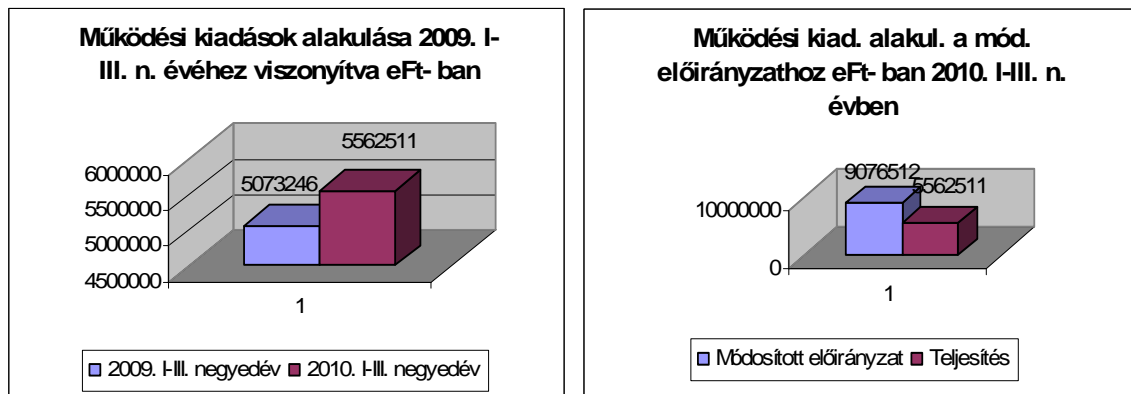 Működési kiadások alakulása 2009. I-
III. n. évéhez viszonyítva eFt- ban
5562511
5073246
6000000
5500000
5000000
4500000
1
2009. I-III. negyedév 2010. I-III. negyedév
Működési kiad. alakul. a mód.
előirányzathoz eFt- ban 2010. I-III. n.
évben
9076512
5562511
10000000
0
1
Módosított előirányzat Teljesítés